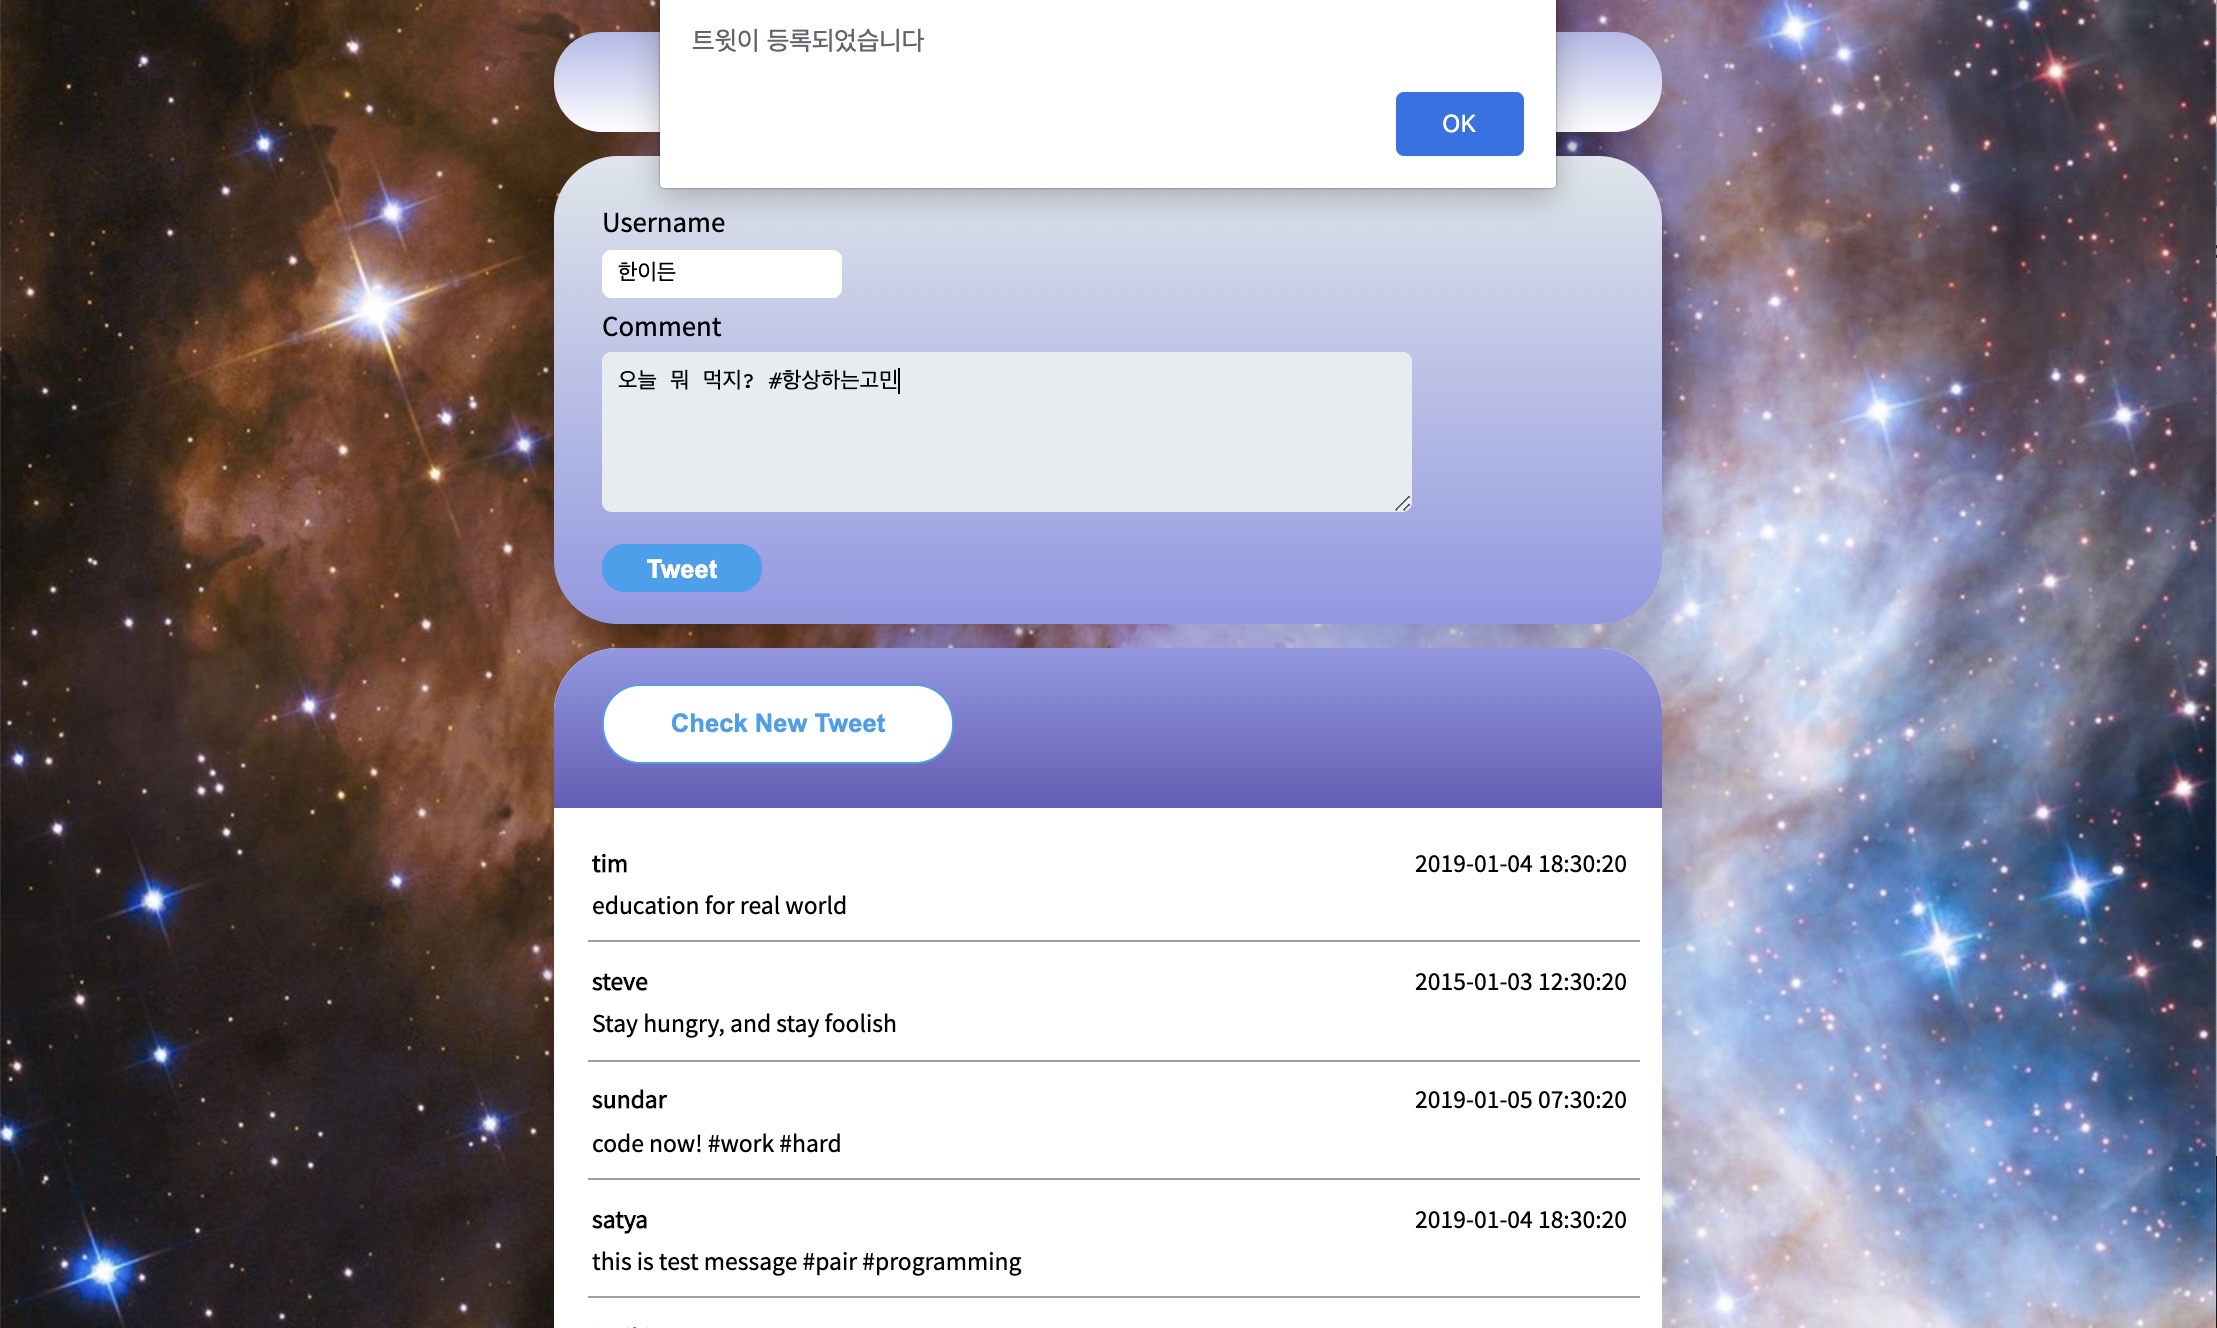 트윗이 등록되었습니다
OK
Username
한이든
Comment
오늘 뭐 먹지? #항상하는고민
Tweet
Check New Tweet
tim 2019-01-04 18:30:20
education for real world
steve 2015-01-03 12:30:20
Stay hungry, and stay foolish
sundar 2019-01-05 07:30:20
code now! #work #hard
satya 2019-01-04 18:30:20
this is test message #pair #programming